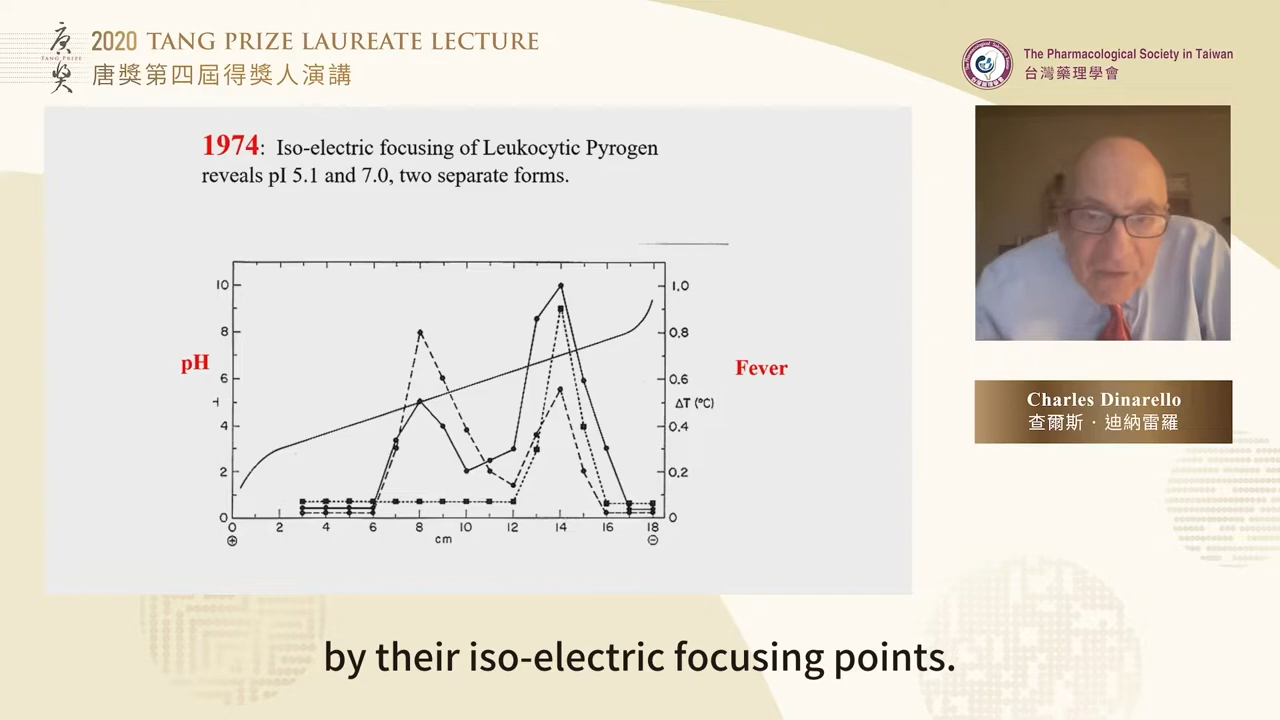 2020 TANG PRIZE LAUREATE LECTURE
唐獎第四屆得獎人演講
TANG PRIZE
The Pharmacological Society in Taiwan
台灣藥理學會
1974: Iso-electric focusing of Leukocytic Pyrogen
reveals pI 5.1 and 7.0, two separate forms.
10
8
6
4
2
0
pH
1.0
0.8
0.6
ΔT (°C)
0.4
0.2
0
Fever
0 2 4 6 8 10 12 14 16 18
⊕ cm ⊖
Charles Dinarello
查爾斯·迪納雷羅
by their iso-electric focusing points.